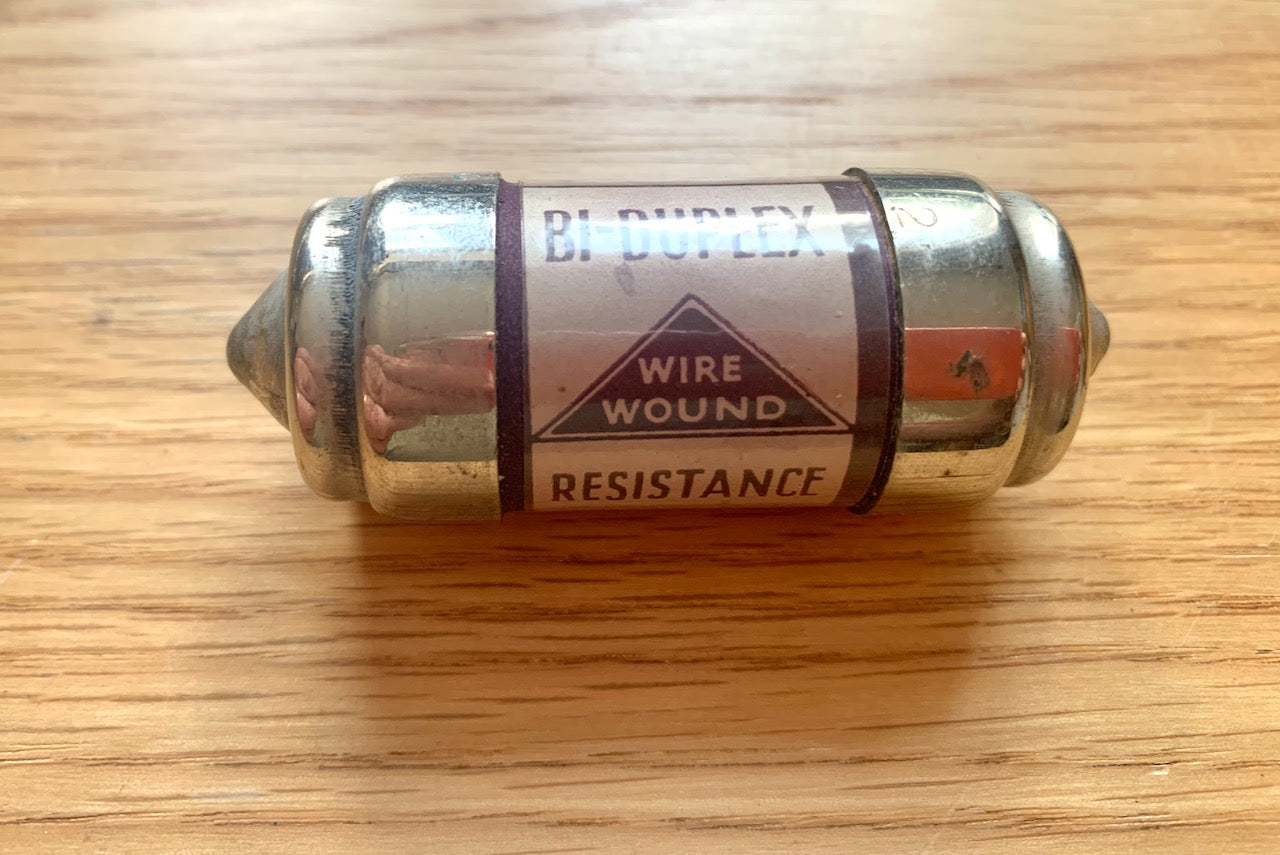 BI-DUPLEX
WIRE
WOUND
RESISTANCE